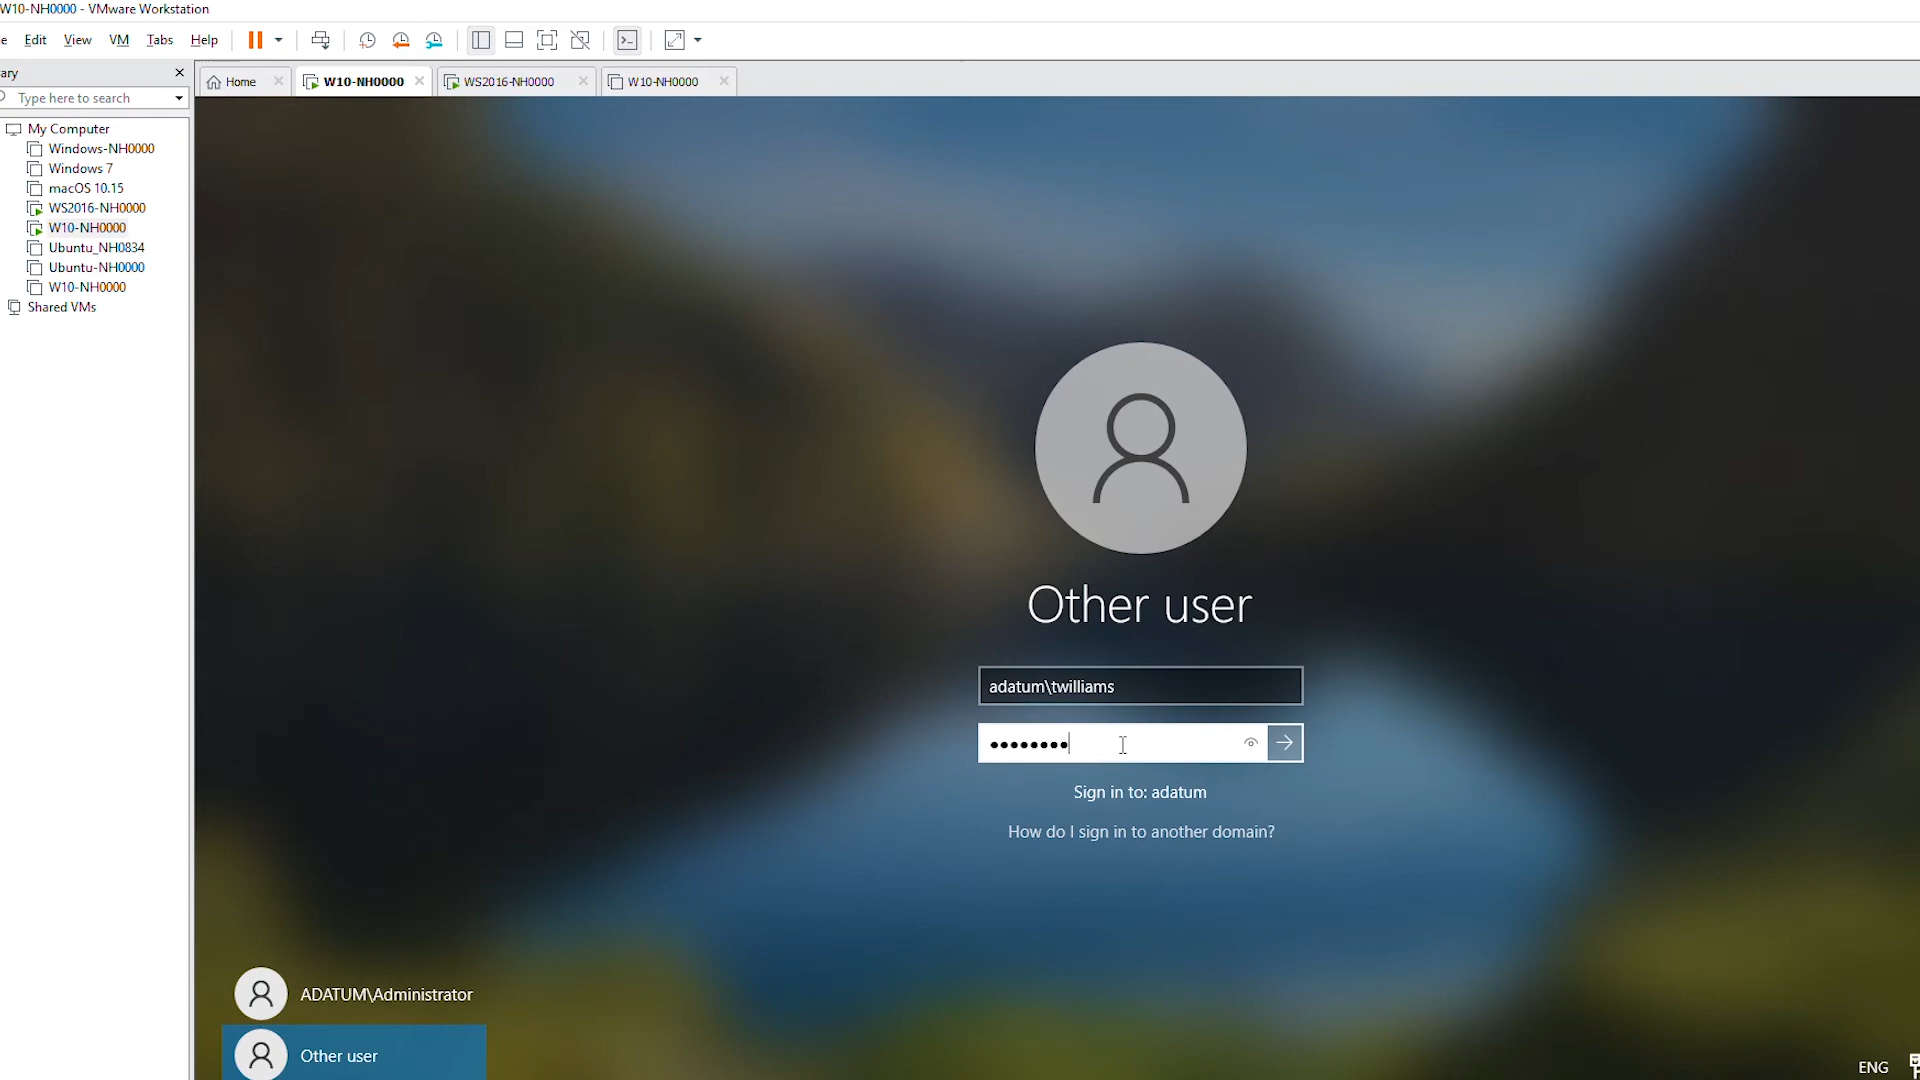 W10-NH0000 - VMware Workstation
e Edit View VM Tabs Help
ary
Home W10-NH0000 WS2016-NH0000 W10-NH0000
Type here to search
My Computer
Windows-NH0000
Windows 7
macOS 10.15
WS2016-NH0000
W10-NH0000
Ubuntu_NH0834
Ubuntu-NH0000
W10-NH0000
Shared VMs
Other user
adatum\twilliams
••••••••
Sign in to: adatum
How do I sign in to another domain?
ADATUM\Administrator
Other user
ENG